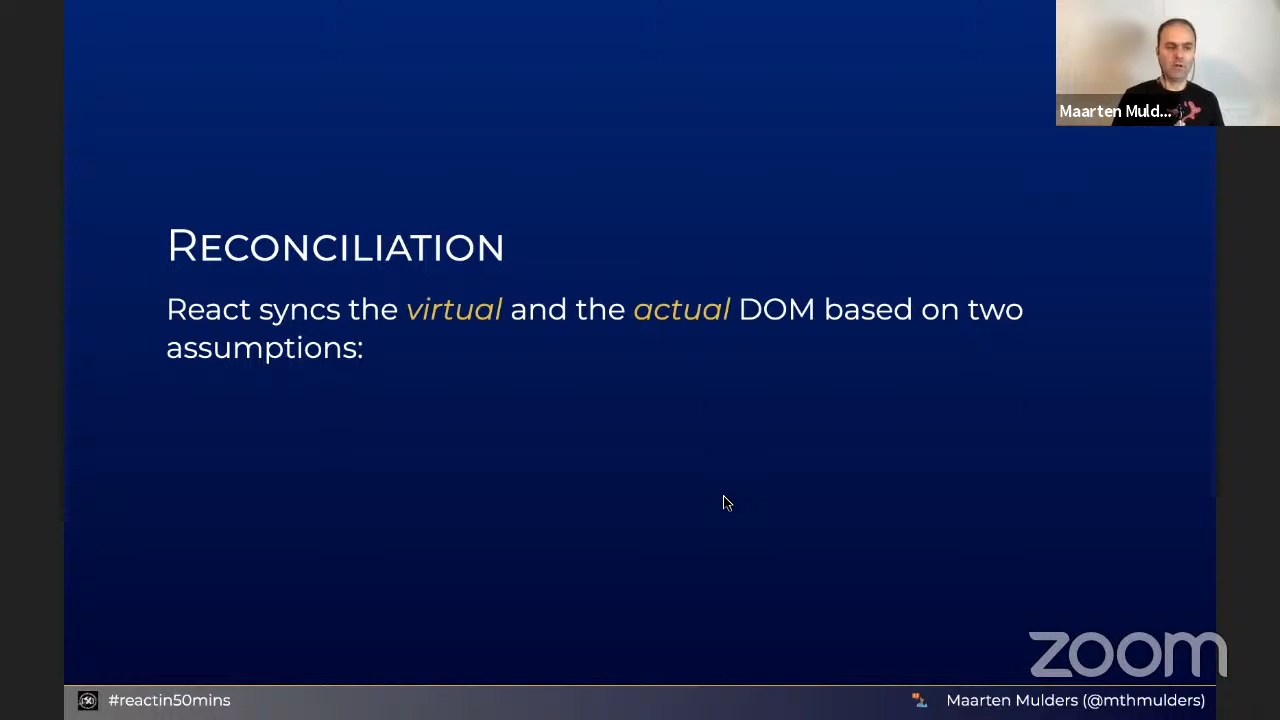 Maarten Muld...
RECONCILIATION
React syncs the virtual and the actual DOM based on two
assumptions:
zoom
#reactin50mins
Maarten Mulders (@mthmulders)